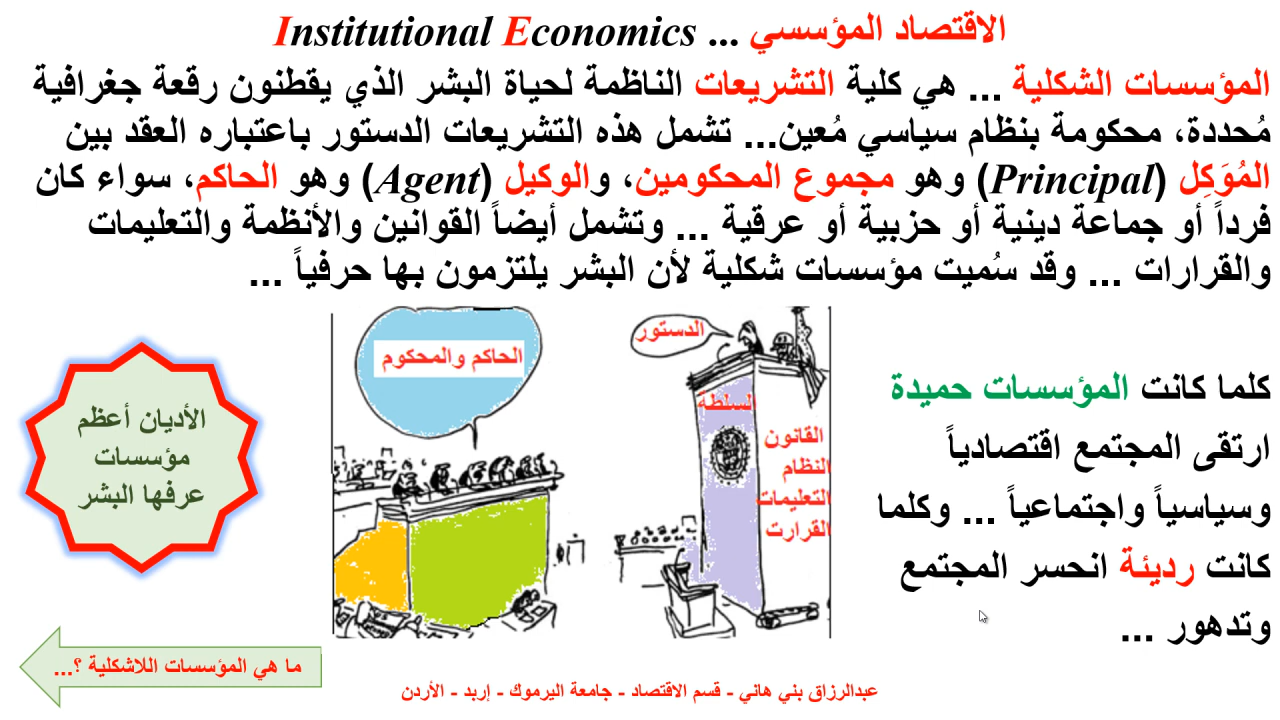 الاقتصاد المؤسسي ... Institutional Economics
المؤسسات الشكلية ... هي كلية التشريعات الناظمة لحياة البشر الذي يقطنون رقعة جغرافية
مُحددة، محكومة بنظام سياسي مُعين... تشمل هذه التشريعات الدستور باعتباره العقد بين
المُوَكِل (Principal) وهو مجموع المحكومين، والوكيل (Agent) وهو الحاكم، سواء كان
فرداً أو جماعة دينية أو حزبية أو عرقية ... وتشمل أيضاً القوانين والأنظمة والتعليمات
والقرارات ... وقد سُميت مؤسسات شكلية لأن البشر يلتزمون بها حرفياً ...
الدستور
الحاكم والمحكوم
لسلطة
القانون
النظام
التعليمات
القرارت
كلما كانت المؤسسات حميدة
ارتقى المجتمع اقتصادياً
وسياسياً واجتماعياً ... وكلما
كانت رديئة انحسر المجتمع
وتدهور ...
الأديان أعظم
مؤسسات
عرفها البشر
ما هي المؤسسات اللاشكلية ؟...
عبدالرزاق بني هاني - قسم الاقتصاد - جامعة اليرموك - إربد - الأردن